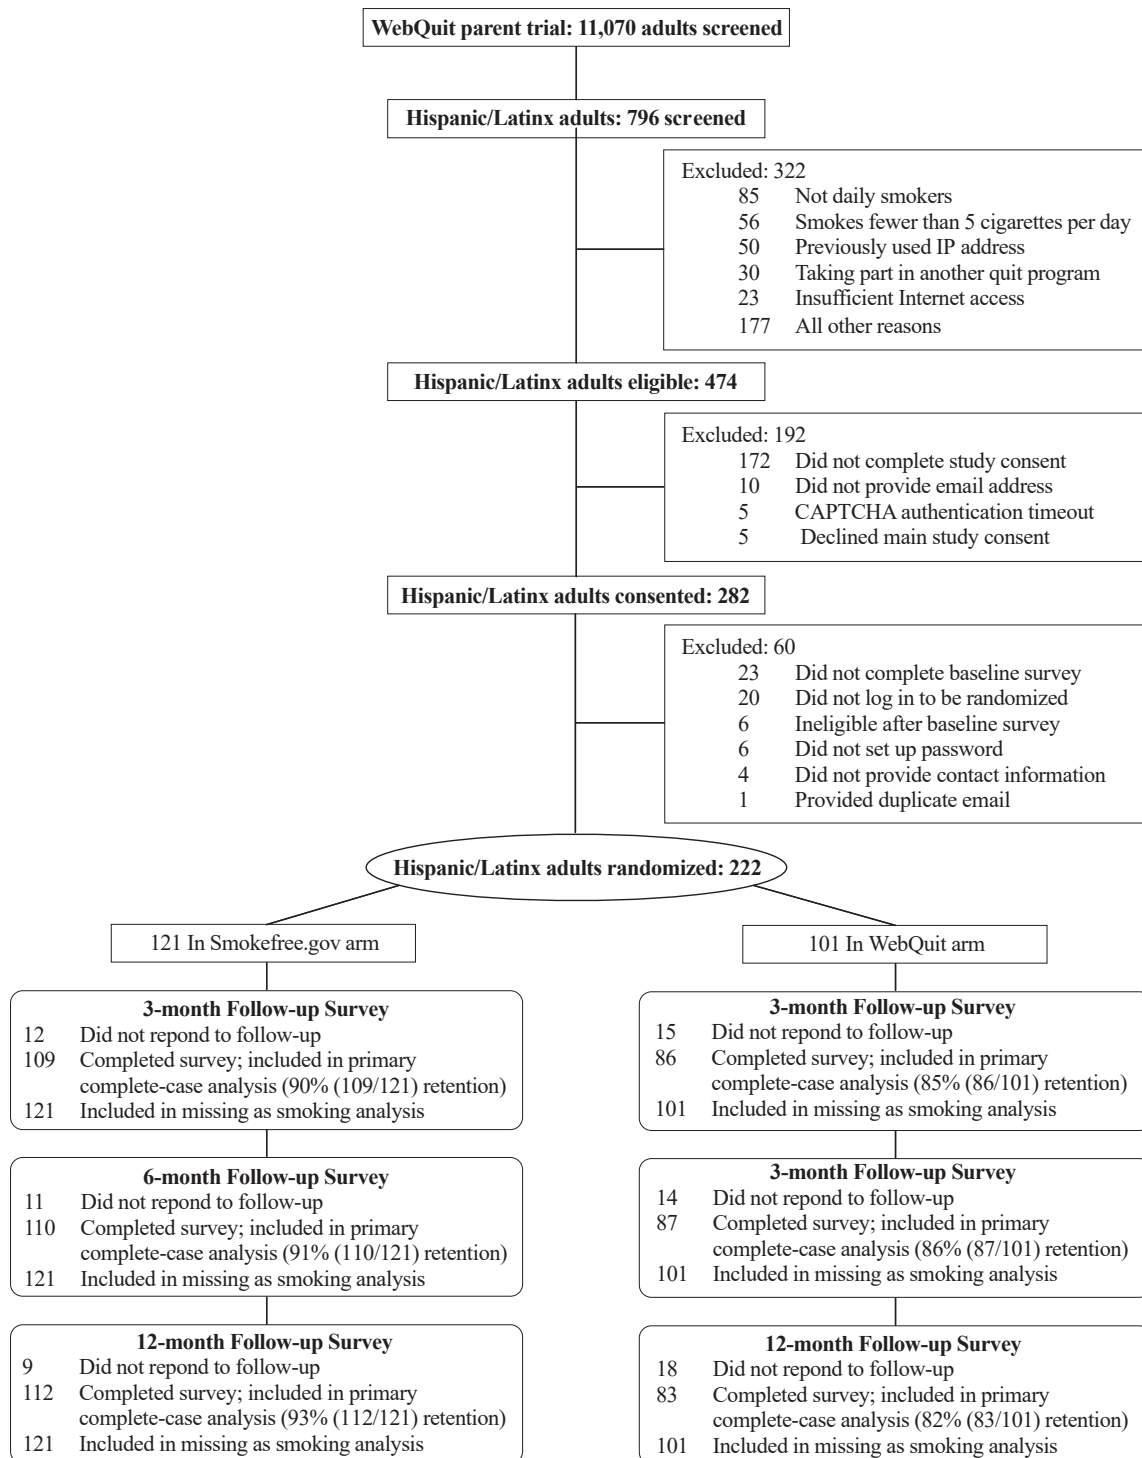 WebQuit parent trial: 11,070 adults screened
Hispanic/Latinx adults: 796 screened
Excluded: 322
85 Not daily smokers
56 Smokes fewer than 5 cigarettes per day
50 Previously used IP address
30 Taking part in another quit program
23 Insufficient Internet access
177 All other reasons
Hispanic/Latinx adults eligible: 474
Excluded: 192
172 Did not complete study consent
10 Did not provide email address
5 CAPTCHA authentication timeout
5 Declined main study consent
Hispanic/Latinx adults consented: 282
Excluded: 60
23 Did not complete baseline survey
20 Did not log in to be randomized
6 Ineligible after baseline survey
6 Did not set up password
4 Did not provide contact information
1 Provided duplicate email
Hispanic/Latinx adults randomized: 222
121 In Smokefree.gov arm
3-month Follow-up Survey
12 Did not repond to follow-up
109 Completed survey; included in primary
complete-case analysis (90% (109/121) retention)
121 Included in missing as smoking analysis
6-month Follow-up Survey
11 Did not repond to follow-up
110 Completed survey; included in primary
complete-case analysis (91% (110/121) retention)
121 Included in missing as smoking analysis
12-month Follow-up Survey
9 Did not repond to follow-up
112 Completed survey; included in primary
complete-case analysis (93% (112/121) retention)
121 Included in missing as smoking analysis
101 In WebQuit arm
3-month Follow-up Survey
15 Did not repond to follow-up
86 Completed survey; included in primary
complete-case analysis (85% (86/101) retention)
101 Included in missing as smoking analysis
3-month Follow-up Survey
14 Did not repond to follow-up
87 Completed survey; included in primary
complete-case analysis (86% (87/101) retention)
101 Included in missing as smoking analysis
12-month Follow-up Survey
18 Did not repond to follow-up
83 Completed survey; included in primary
complete-case analysis (82% (83/101) retention)
101 Included in missing as smoking analysis